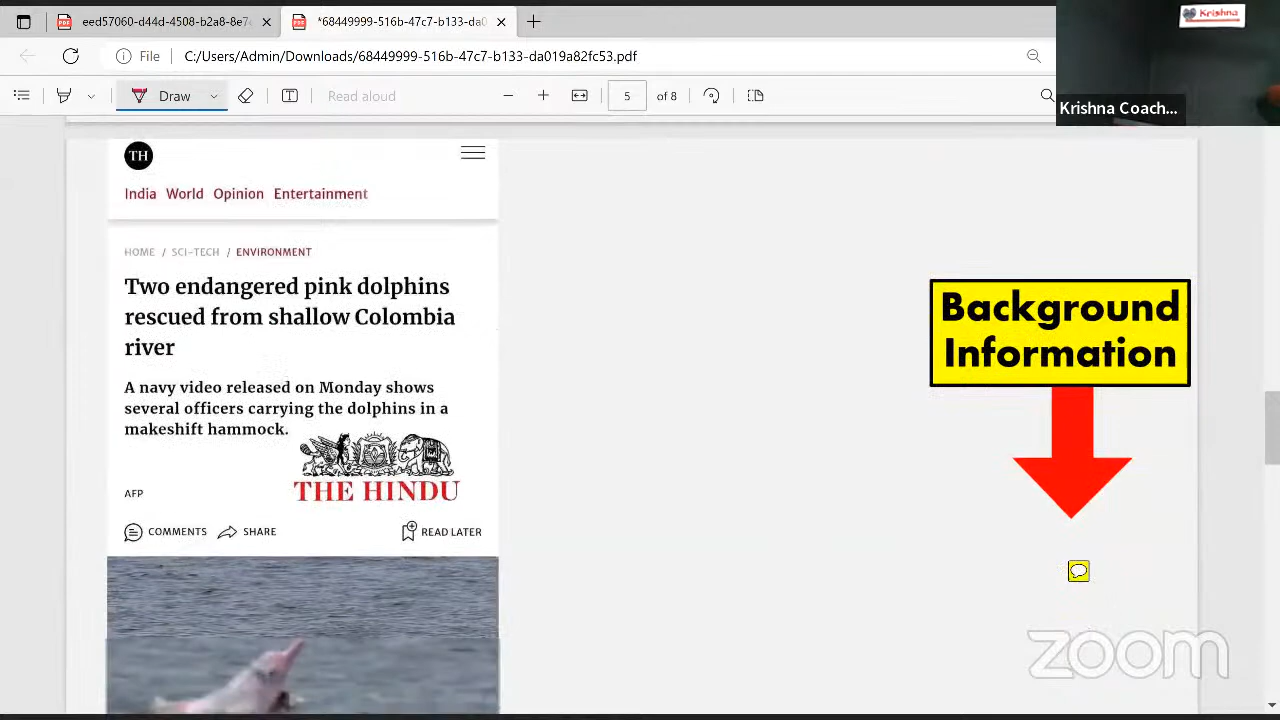 eed57060-d44d-4508-b2a8-8e7c
*68449999-516b-47c7-b133-da0
Krishna
File
C:/Users/Admin/Downloads/68449999-516b-47c7-b133-da019a82fc53.pdf
Draw
Read aloud
5
of 8
Krishna Coach...
TH
India World Opinion Entertainment
HOME / SCI-TECH / ENVIRONMENT
Two endangered pink dolphins
rescued from shallow Colombia
river
A navy video released on Monday shows
several officers carrying the dolphins in a
makeshift hammock.
THE HINDU
AFP
COMMENTS SHARE READ LATER
Background
Information
zoom